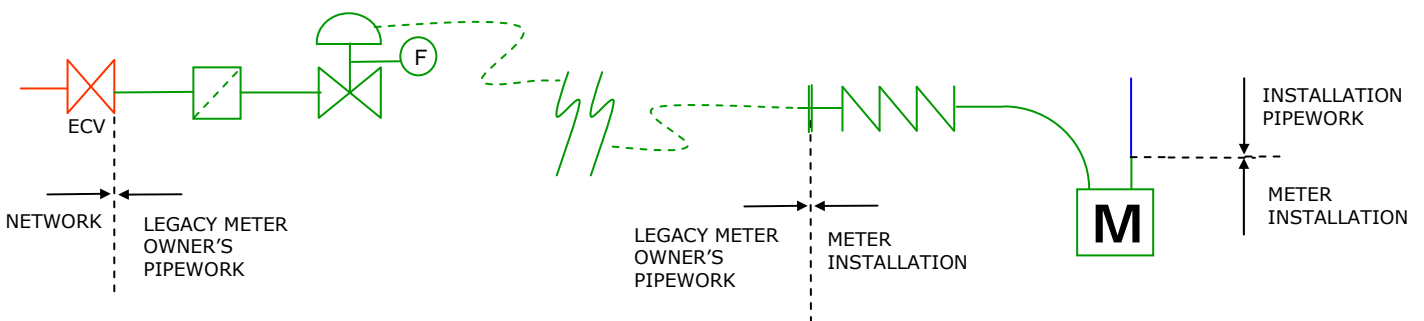 F
ECV
NETWORK
LEGACY METER
OWNER'S
PIPEWORK
LEGACY METER
OWNER'S
PIPEWORK
METER
INSTALLATION
M
INSTALLATION
PIPEWORK
METER
INSTALLATION